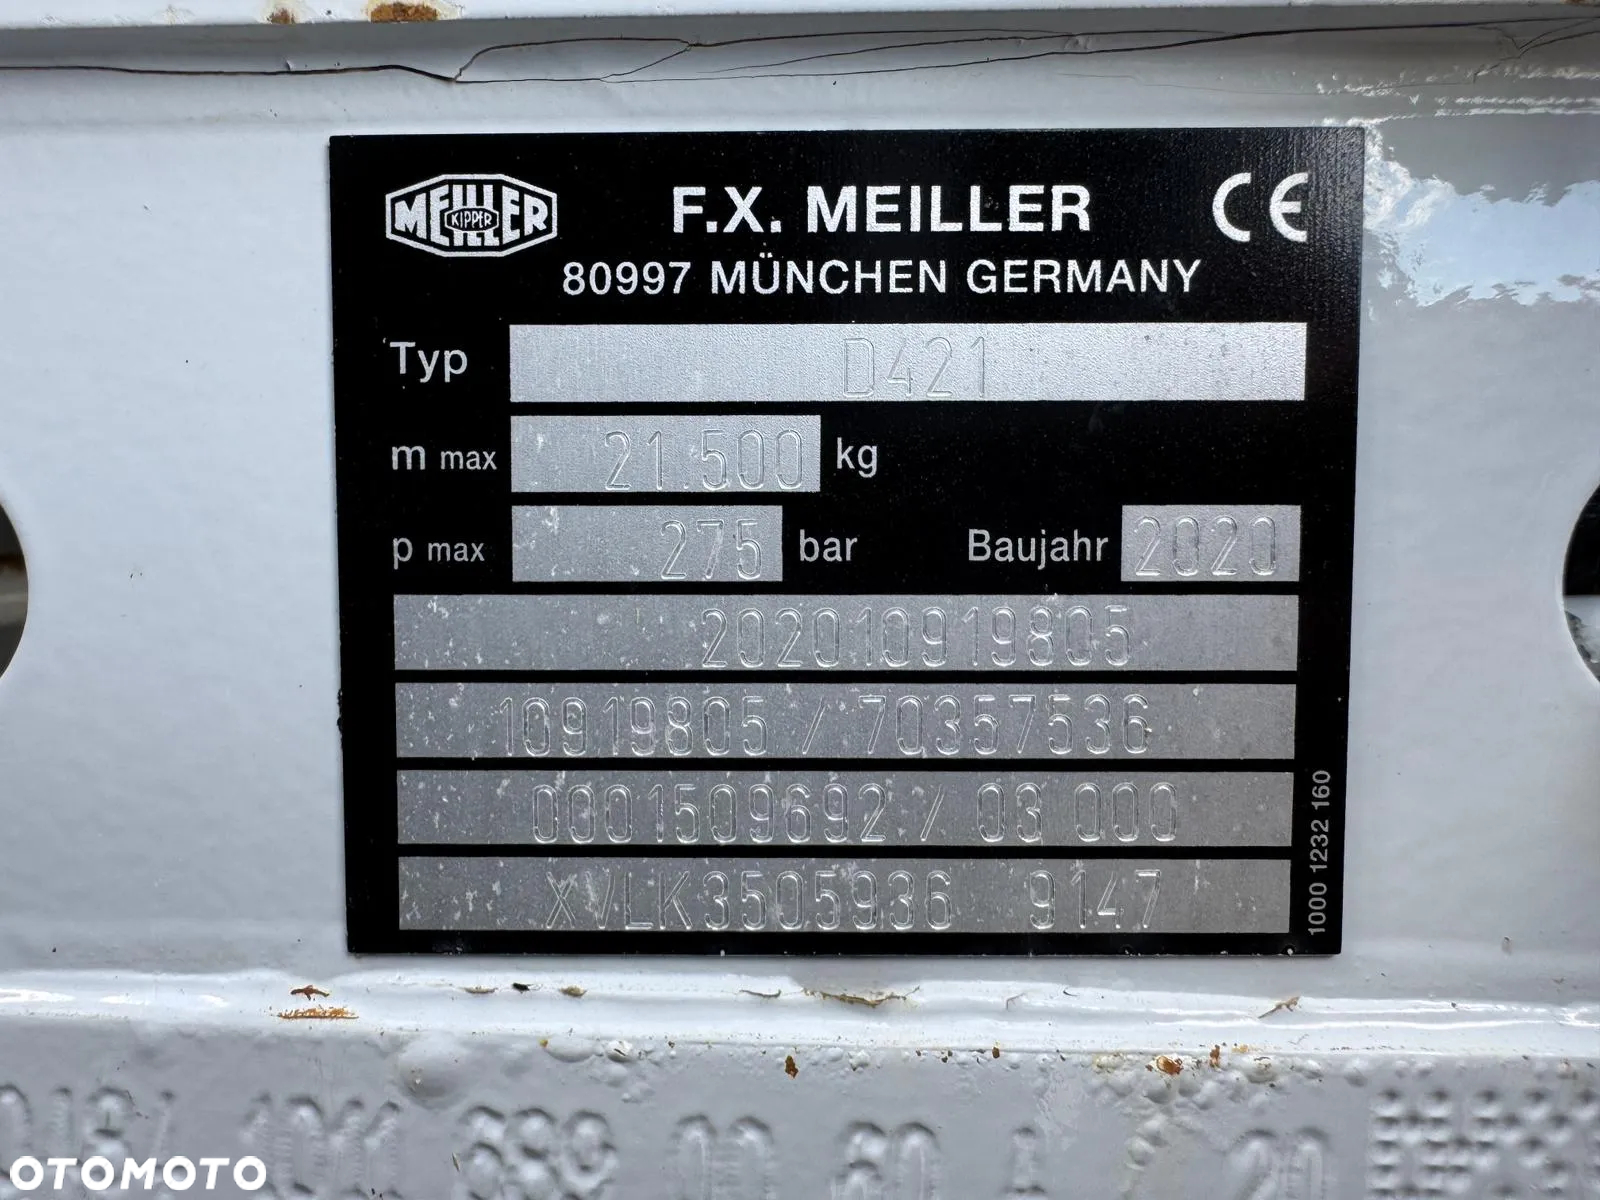 MEILLER
KIPPER
F.X. MEILLER CE
80997 MÜNCHEN GERMANY
Typ D421
m max 21.500 kg
p max 275 bar Baujahr 2020
202010919805
10919805 / 70357536
0001509692 / 03 000
XVLK3505936 9147
1000 1232 160
OTOMOTO